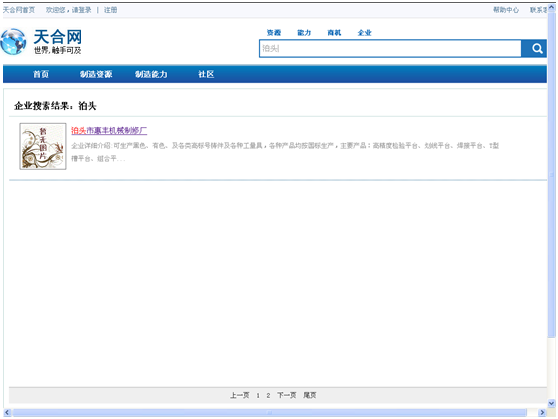 天合网首页 欢迎您，请登录 | 注册 帮助中心 联系客
天合网
世界，触手可及
资源 能力 商机 企业
泊头
首页 制造资源 制造能力 社区
企业搜索结果：泊头
暂无图片
泊头市惠丰机械制修厂
企业详细介绍:可生产黑色、有色、及各类高标号铸件及各种工量具，各种产品均按国标生产，主要产品：高精度检验平台、划线平台、焊接平台、T型
槽平台、组合平...
上一页 1 2 下一页 尾页